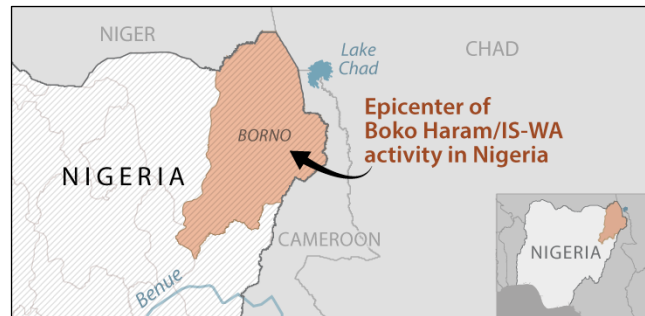 NIGER
Lake
Chad
CHAD
Epicenter of
Boko Haram/IS-WA
activity in Nigeria
BORNO
NIGERIA
CAMEROON
Benue
NIGERIA